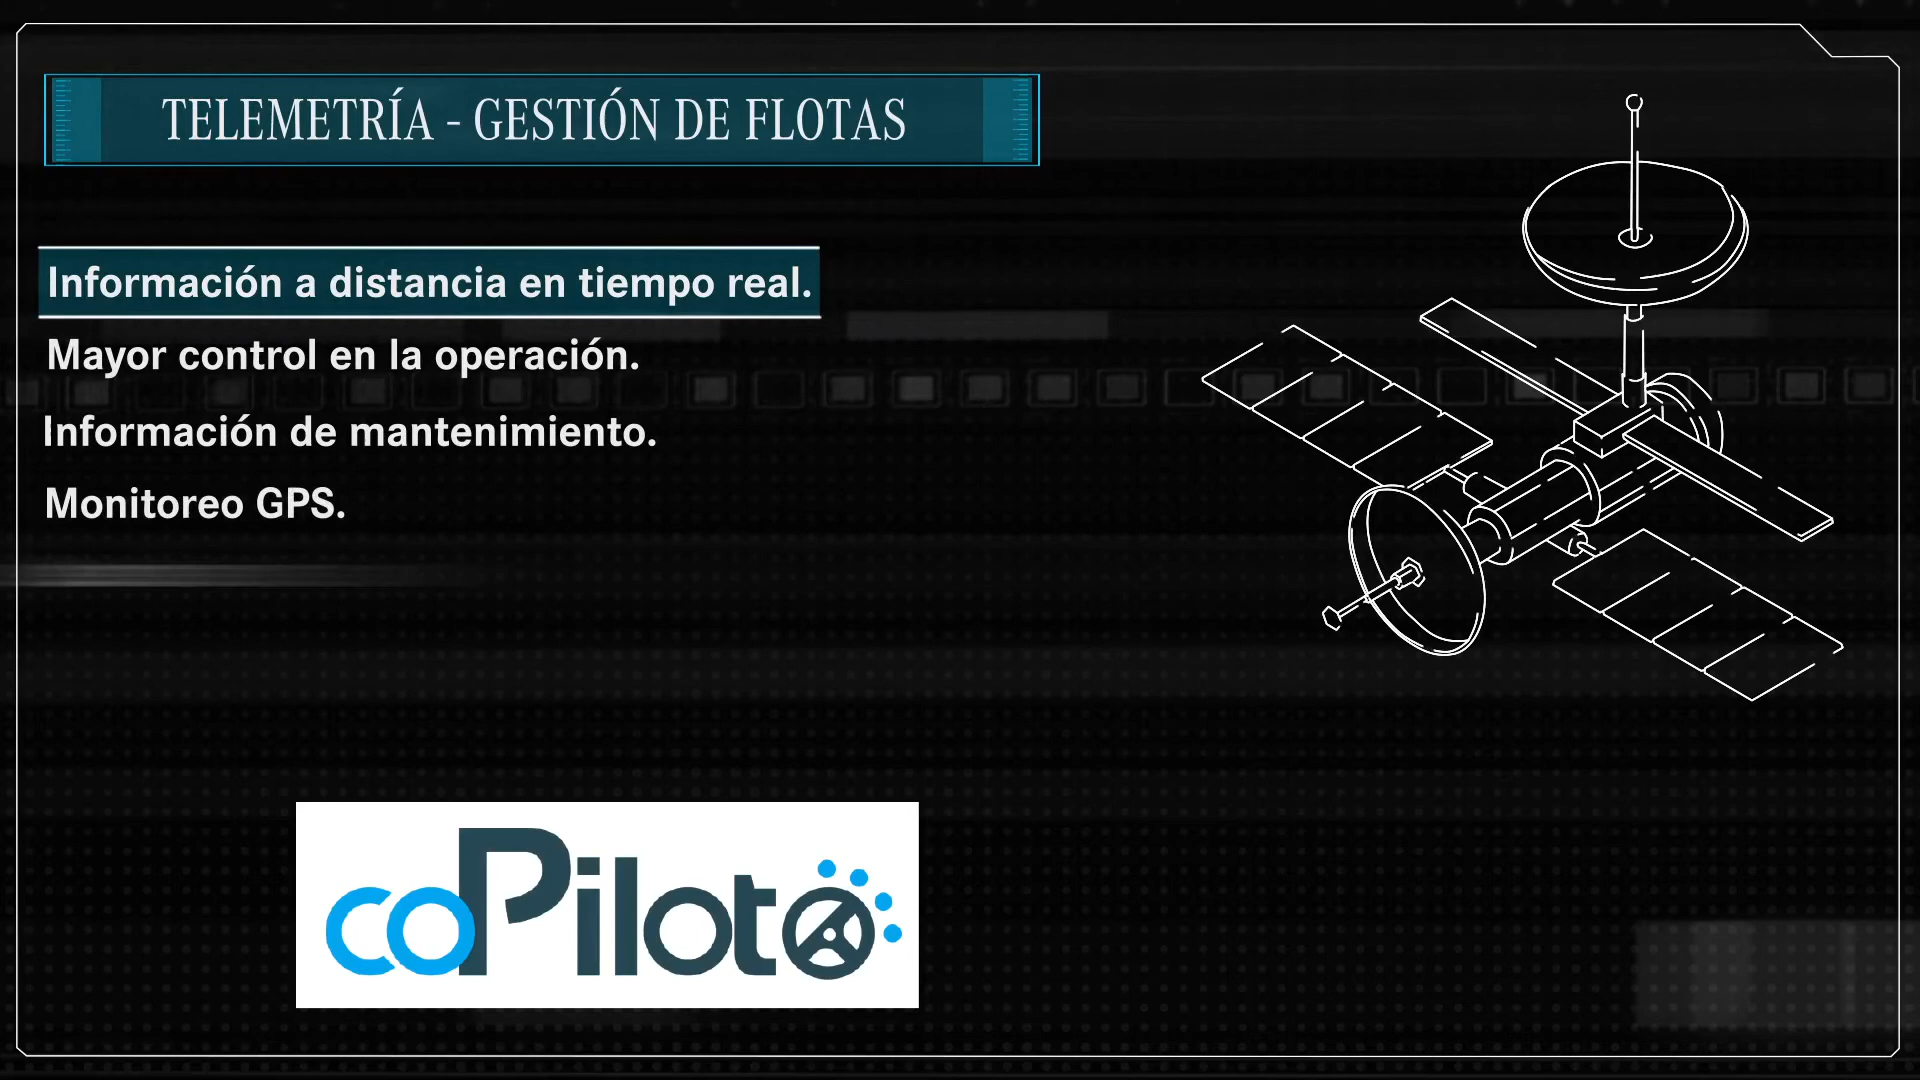 TELEMETRÍA - GESTIÓN DE FLOTAS
Información a distancia en tiempo real.
Mayor control en la operación.
Información de mantenimiento.
Monitoreo GPS.
coPiloto